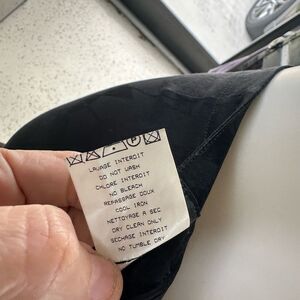 LAVAGE INTERDIT
DO NOT WASH
CHLORE INTERDIT
NO BLEACH
REPASSAGE DOUX
COOL IRON
NETTOYAGE A SEC
DRY CLEAN ONLY
SECHAGE INTERDIT
NO TUMBLE DRY